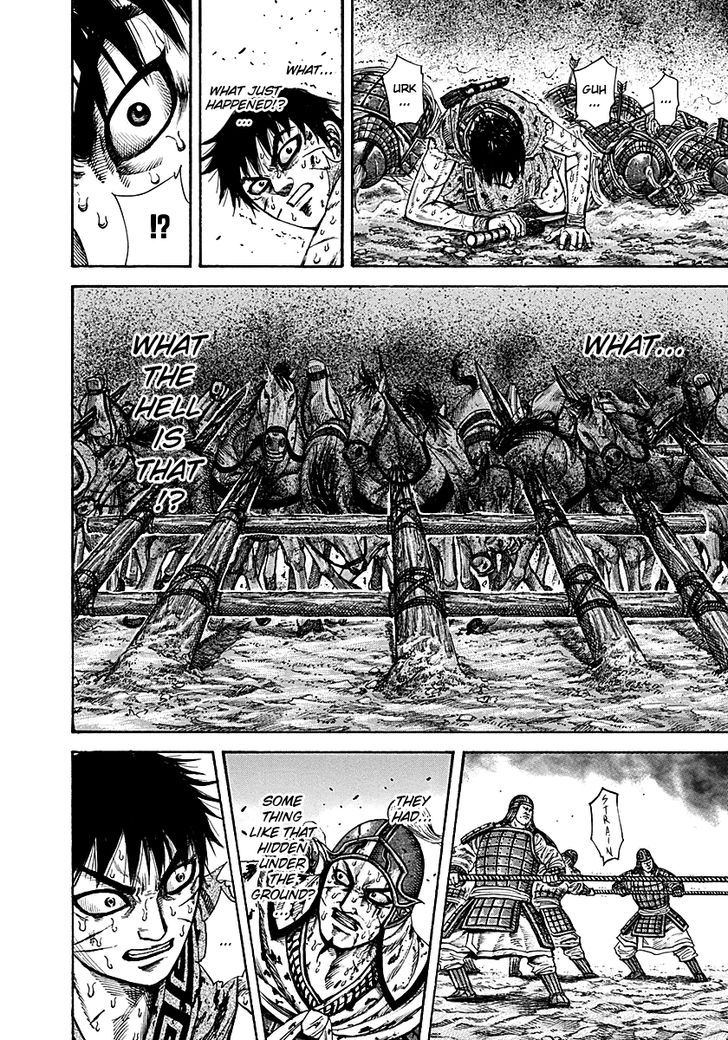 ...
GUH
...
URK
...
WHAT...
WHAT JUST
HAPPENED!?
...
!?
WHAT...
WHAT
THE
HELL
IS
THAT
!?
STRAIN
THEY
HAD...
SOME
THING
LIKE THAT
HIDDEN
UNDER
THE
GROUND?
...